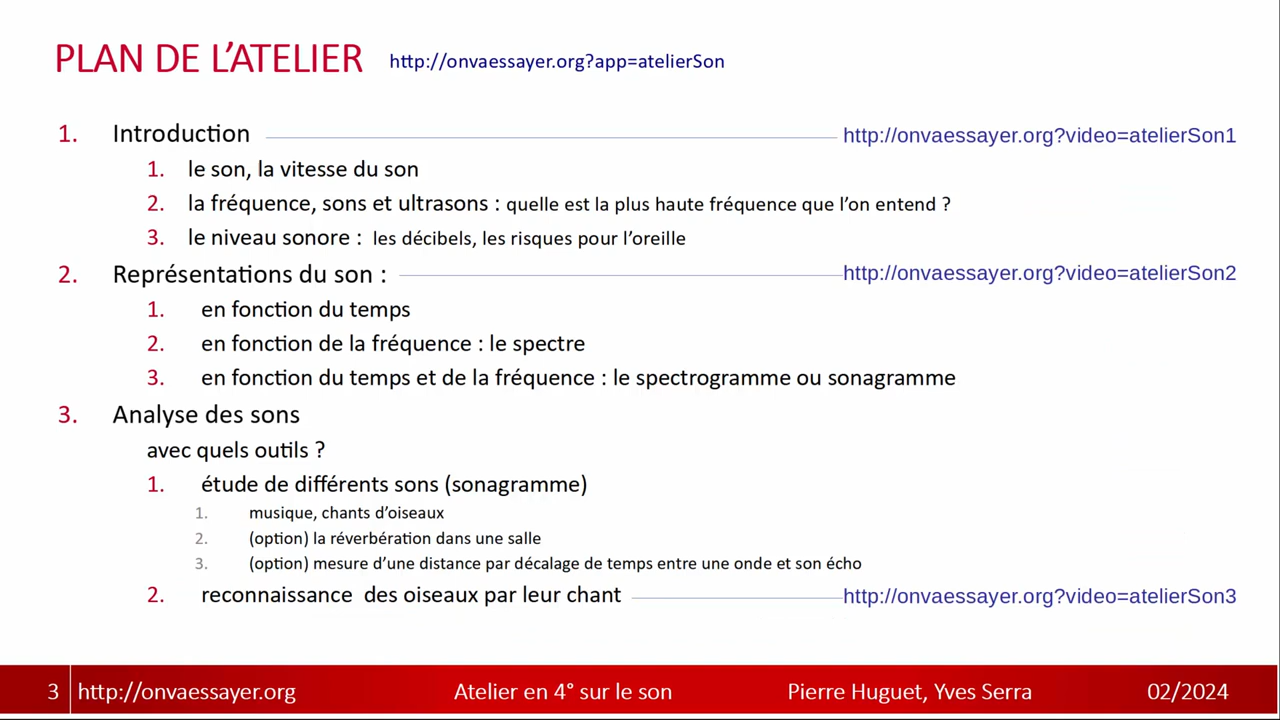 PLAN DE L’ATELIER http://onvaessayer.org?app=atelierSon
1. Introduction http://onvaessayer.org?video=atelierSon1
1. le son, la vitesse du son
2. la fréquence, sons et ultrasons : quelle est la plus haute fréquence que l’on entend ?
3. le niveau sonore : les décibels, les risques pour l’oreille
2. Représentations du son : http://onvaessayer.org?video=atelierSon2
1. en fonction du temps
2. en fonction de la fréquence : le spectre
3. en fonction du temps et de la fréquence : le spectrogramme ou sonagramme
3. Analyse des sons
avec quels outils ?
1. étude de différents sons (sonagramme)
1. musique, chants d’oiseaux
2. (option) la réverbération dans une salle
3. (option) mesure d’une distance par décalage de temps entre une onde et son écho
2. reconnaissance des oiseaux par leur chant http://onvaessayer.org?video=atelierSon3
3 http://onvaessayer.org Atelier en 4° sur le son Pierre Huguet, Yves Serra 02/2024